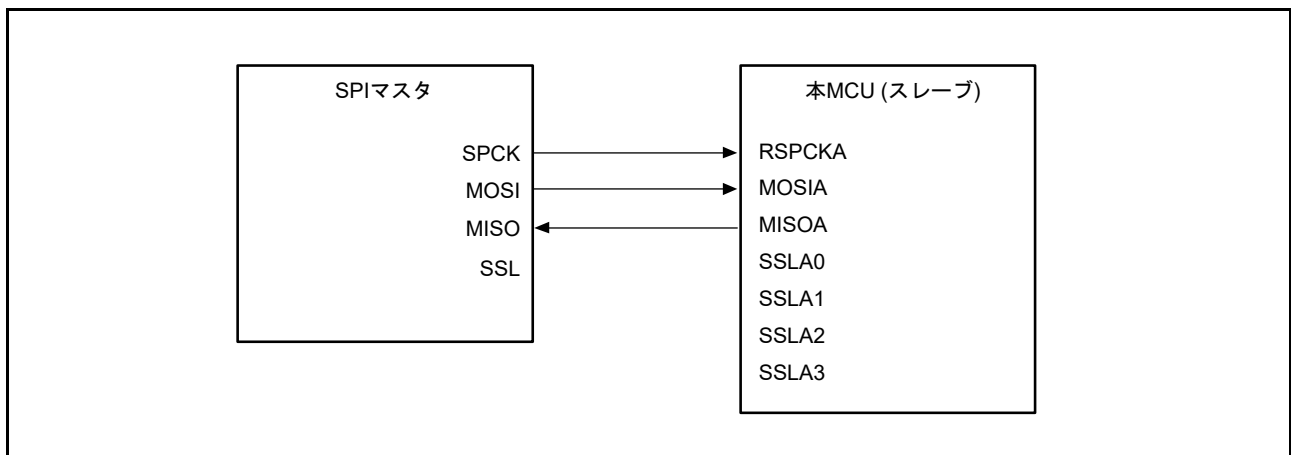 SPIマスタ
SPCK
MOSI
MISO
SSL
本MCU (スレーブ)
RSPCKA
MOSIA
MISOA
SSLA0
SSLA1
SSLA2
SSLA3